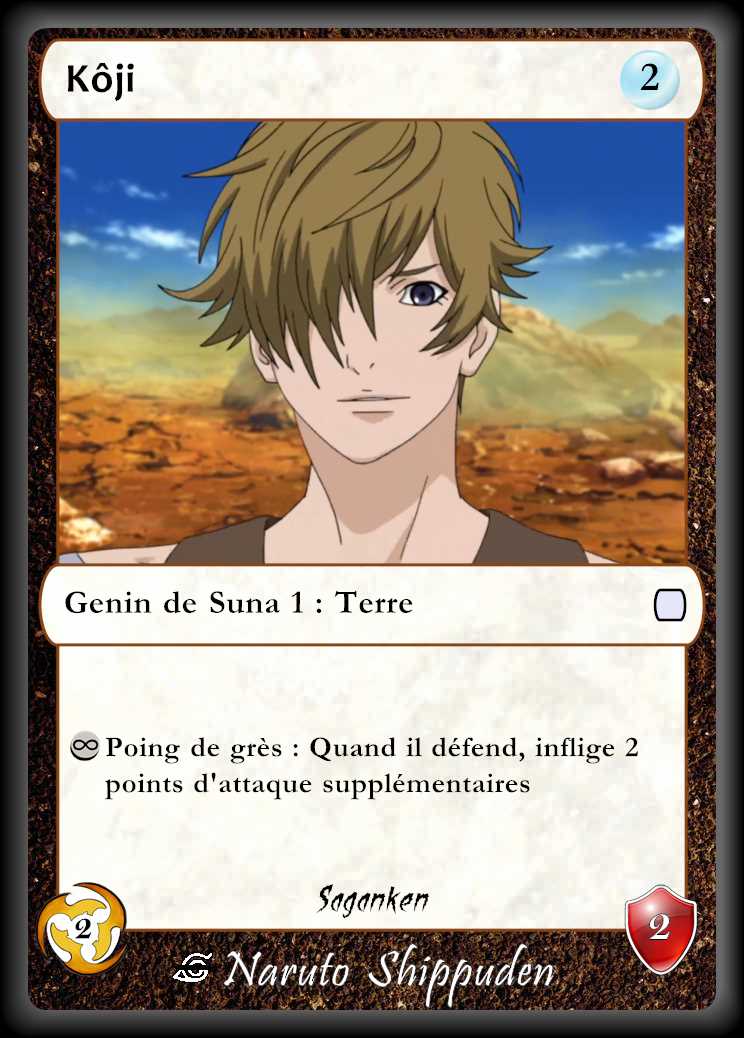 Kôji
2
Genin de Suna 1 : Terre
∞ Poing de grès : Quand il défend, inflige 2
points d'attaque supplémentaires
Saganken
2
2
Naruto Shippuden